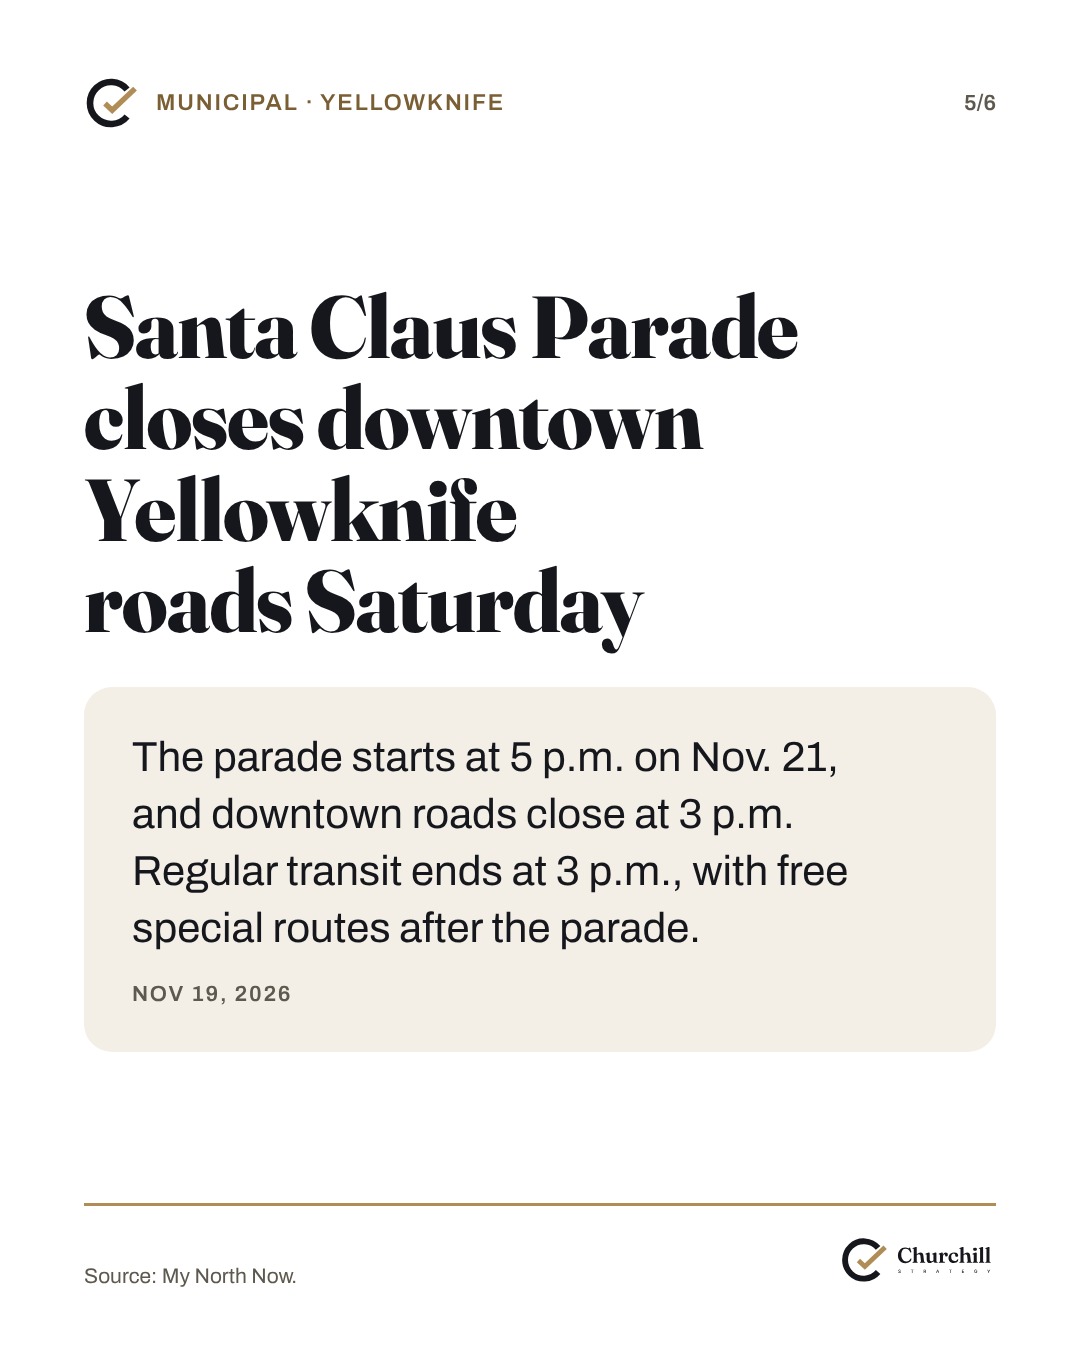 MUNICIPAL · YELLOWKNIFE
5/6
Santa Claus Parade
closes downtown
Yellowknife
roads Saturday
The parade starts at 5 p.m. on Nov. 21,
and downtown roads close at 3 p.m.
Regular transit ends at 3 p.m., with free
special routes after the parade.
NOV 19, 2026
Source: My North Now.
Churchill
STRATEGY